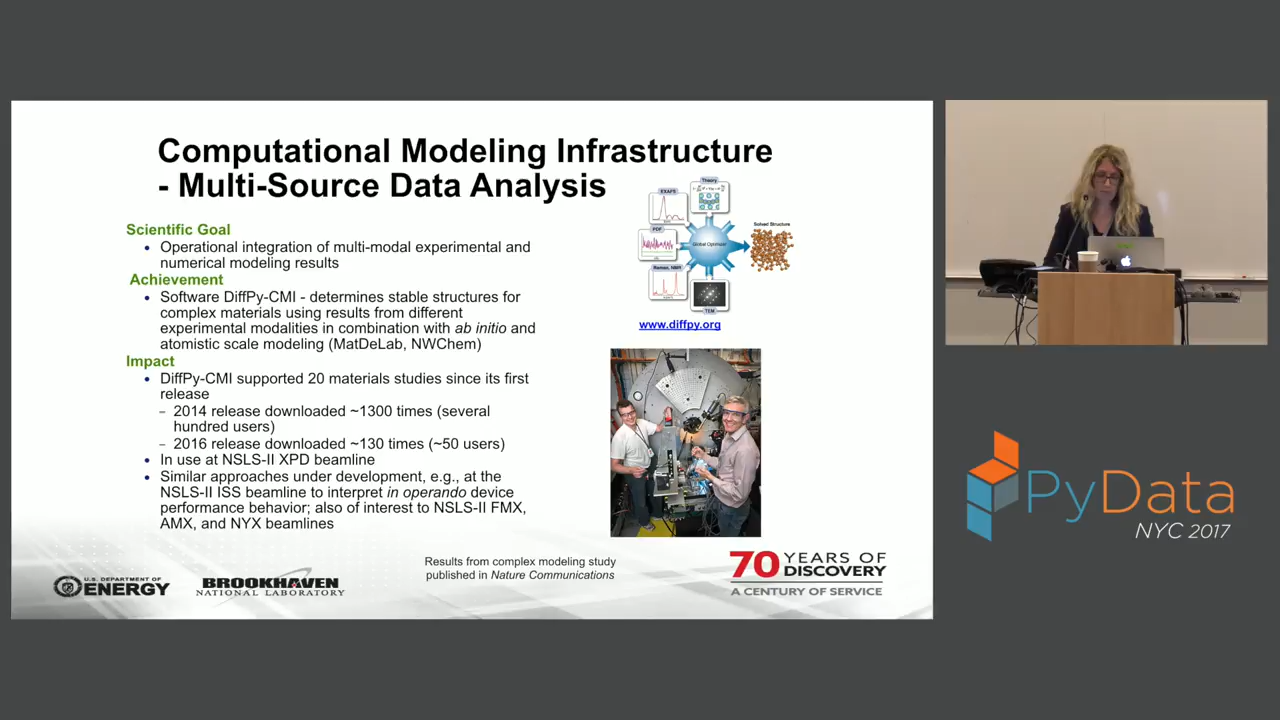 Computational Modeling Infrastructure
- Multi-Source Data Analysis
Scientific Goal
• Operational integration of multi-modal experimental and
numerical modeling results
Achievement
• Software DiffPy-CMI - determines stable structures for
complex materials using results from different
experimental modalities in combination with ab initio and
atomistic scale modeling (MatDeLab, NWChem)
Impact
• DiffPy-CMI supported 20 materials studies since its first
release
– 2014 release downloaded ~1300 times (several
hundred users)
– 2016 release downloaded ~130 times (~50 users)
• In use at NSLS-II XPD beamline
• Similar approaches under development, e.g., at the
NSLS-II ISS beamline to interpret in operando device
performance behavior; also of interest to NSLS-II FMX,
AMX, and NYX beamlines
Theory
EXAFS
PDF
Global Optimizer
Solved Structure
Raman, NMR
TEM
www.diffpy.org
Results from complex modeling study
published in Nature Communications
U.S. DEPARTMENT OF
ENERGY
BROOKHAVEN
NATIONAL LABORATORY
70 YEARS OF
DISCOVERY
A CENTURY OF SERVICE
PyData
NYC 2017